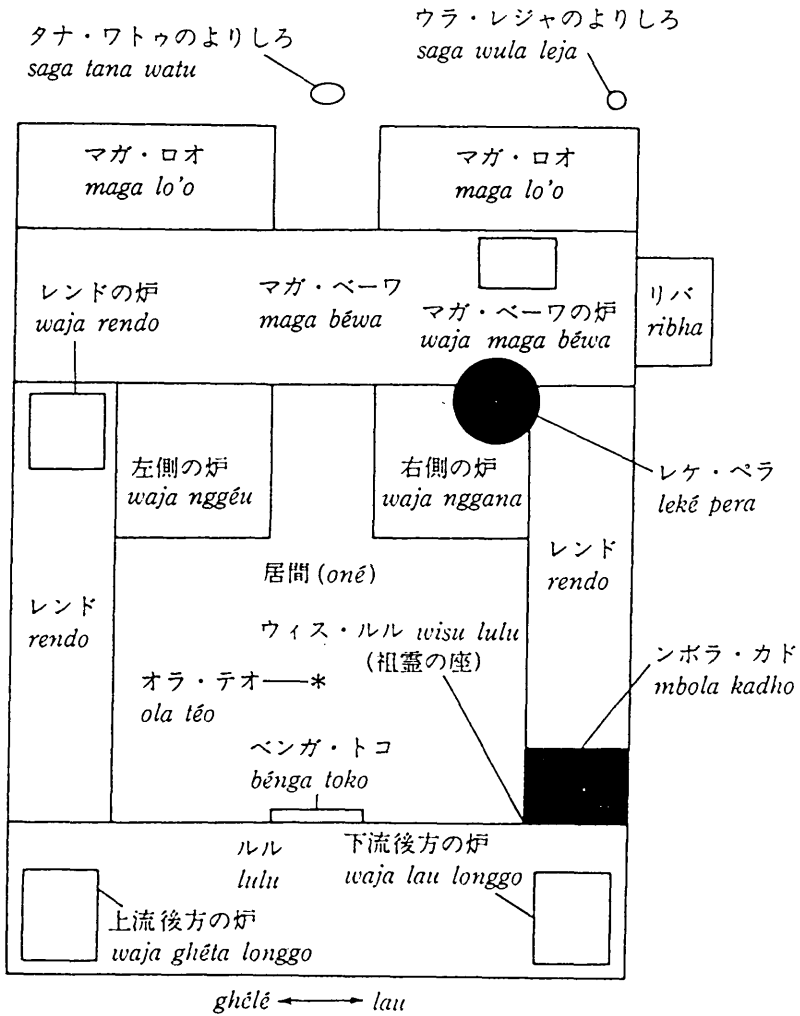 タナ・ワトゥのよりしろ
saga tana watu
ウラ・レジャのよりしろ
saga wula leja
マガ・ロオ
maga lo'o
マガ・ロオ
maga lo'o
レンドの炉
waja rendo
マガ・ベーワ
maga béwa
マガ・ベーワの炉
waja maga béwa
リバ
ribha
左側の炉
waja nggéu
右側の炉
waja nggana
レケ・ペラ
leké pera
レンド
rendo
居間(oné)
レンド
rendo
ウィス・ルル wisu lulu
(祖霊の座)
ンボラ・カド
mbola kadho
オラ・テオ
ola téo
ベンガ・トコ
bénga toko
ルル
lulu
下流後方の炉
waja lau longgo
上流後方の炉
waja ghéta longgo
ghélé lau